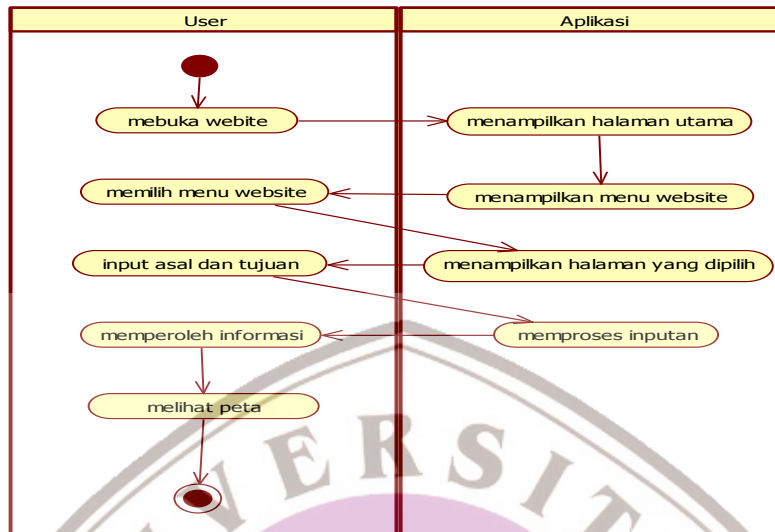 User
Aplikasi
mebuka webite
menampilkan halaman utama
memilih menu website
menampilkan menu website
input asal dan tujuan
menampilkan halaman yang dipilih
memperoleh informasi
memproses inputan
melihat peta
VERSIT